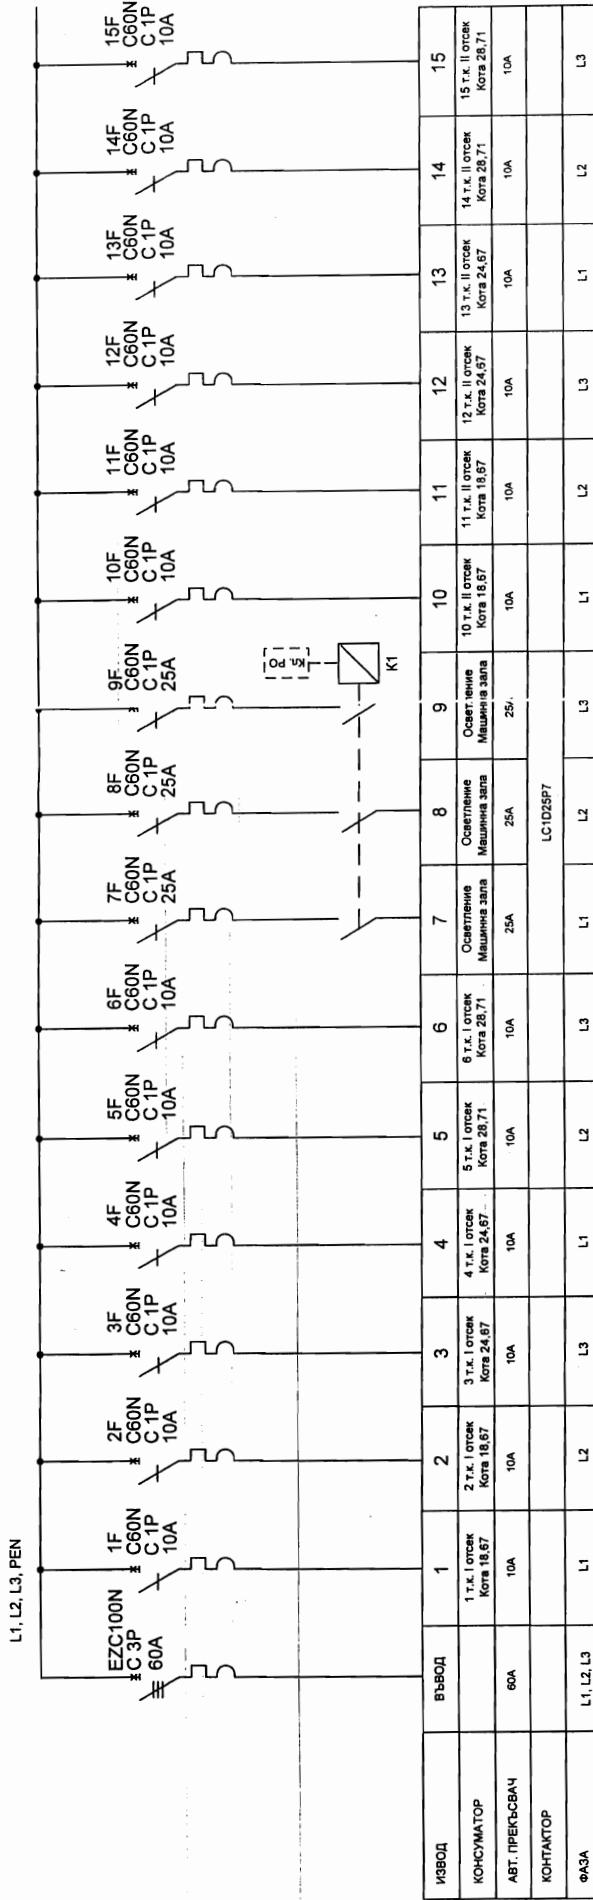 L1, L2, L3, PEN
EZC100N
C 3P
60A
1F
C60N
C 1P
10A
2F
C60N
C 1P
10A
3F
C60N
C 1P
10A
4F
C60N
C 1P
10A
5F
C60N
C 1P
10A
6F
C60N
C 1P
10A
7F
C60N
C 1P
25A
8F
C60N
C 1P
25A
9F
C60N
C 1P
25A
10F
C60N
C 1P
10A
11F
C60N
C 1P
10A
12F
C60N
C 1P
10A
13F
C60N
C 1P
10A
14F
C60N
C 1P
10A
15F
C60N
C 1P
10A
Кл. РО
K1
ИЗВОД ВЪВОД 1 2 3 4 5 6 7 8 9 10 11 12 13 14 15
КОНСУМАТОР
1 т.к. I отсек
Кота 18,67
2 т.к. I отсек
Кота 18,67
3 т.к. I отсек
Кота 24,67
4 т.к. I отсек
Кота 24,67
5 т.к. I отсек
Кота 28,71
6 т.к. I отсек
Кота 28,71
Осветление
Машинна зала
Осветление
Машинна зала
Осветление
Машинна зала
10 т.к. II отсек
Кота 18,67
11 т.к. II отсек
Кота 18,67
12 т.к. II отсек
Кота 24,67
13 т.к. II отсек
Кота 24,67
14 т.к. II отсек
Кота 28,71
15 т.к. II отсек
Кота 28,71
АВТ. ПРЕКЪСВАЧ 60A 10A 10A 10A 10A 10A 10A 25A 25A 25A 10A 10A 10A 10A 10A 10A
КОНТАКТОР LC1D25P7
ФАЗА L1, L2, L3 L1 L2 L3 L1 L2 L3 L1 L2 L3 L1 L2 L3 L1 L2 L3